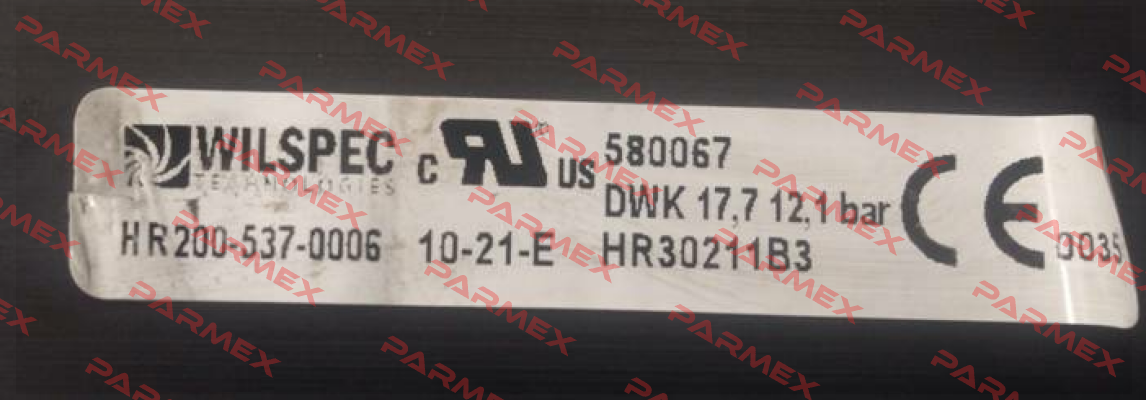 WILSPEC
TECHNOLOGIES
C RU® US
580067
DWK 17,7 12,1 bar
HR200-537-0006 10-21-E HR30211B3
CE 0035
PARMEX